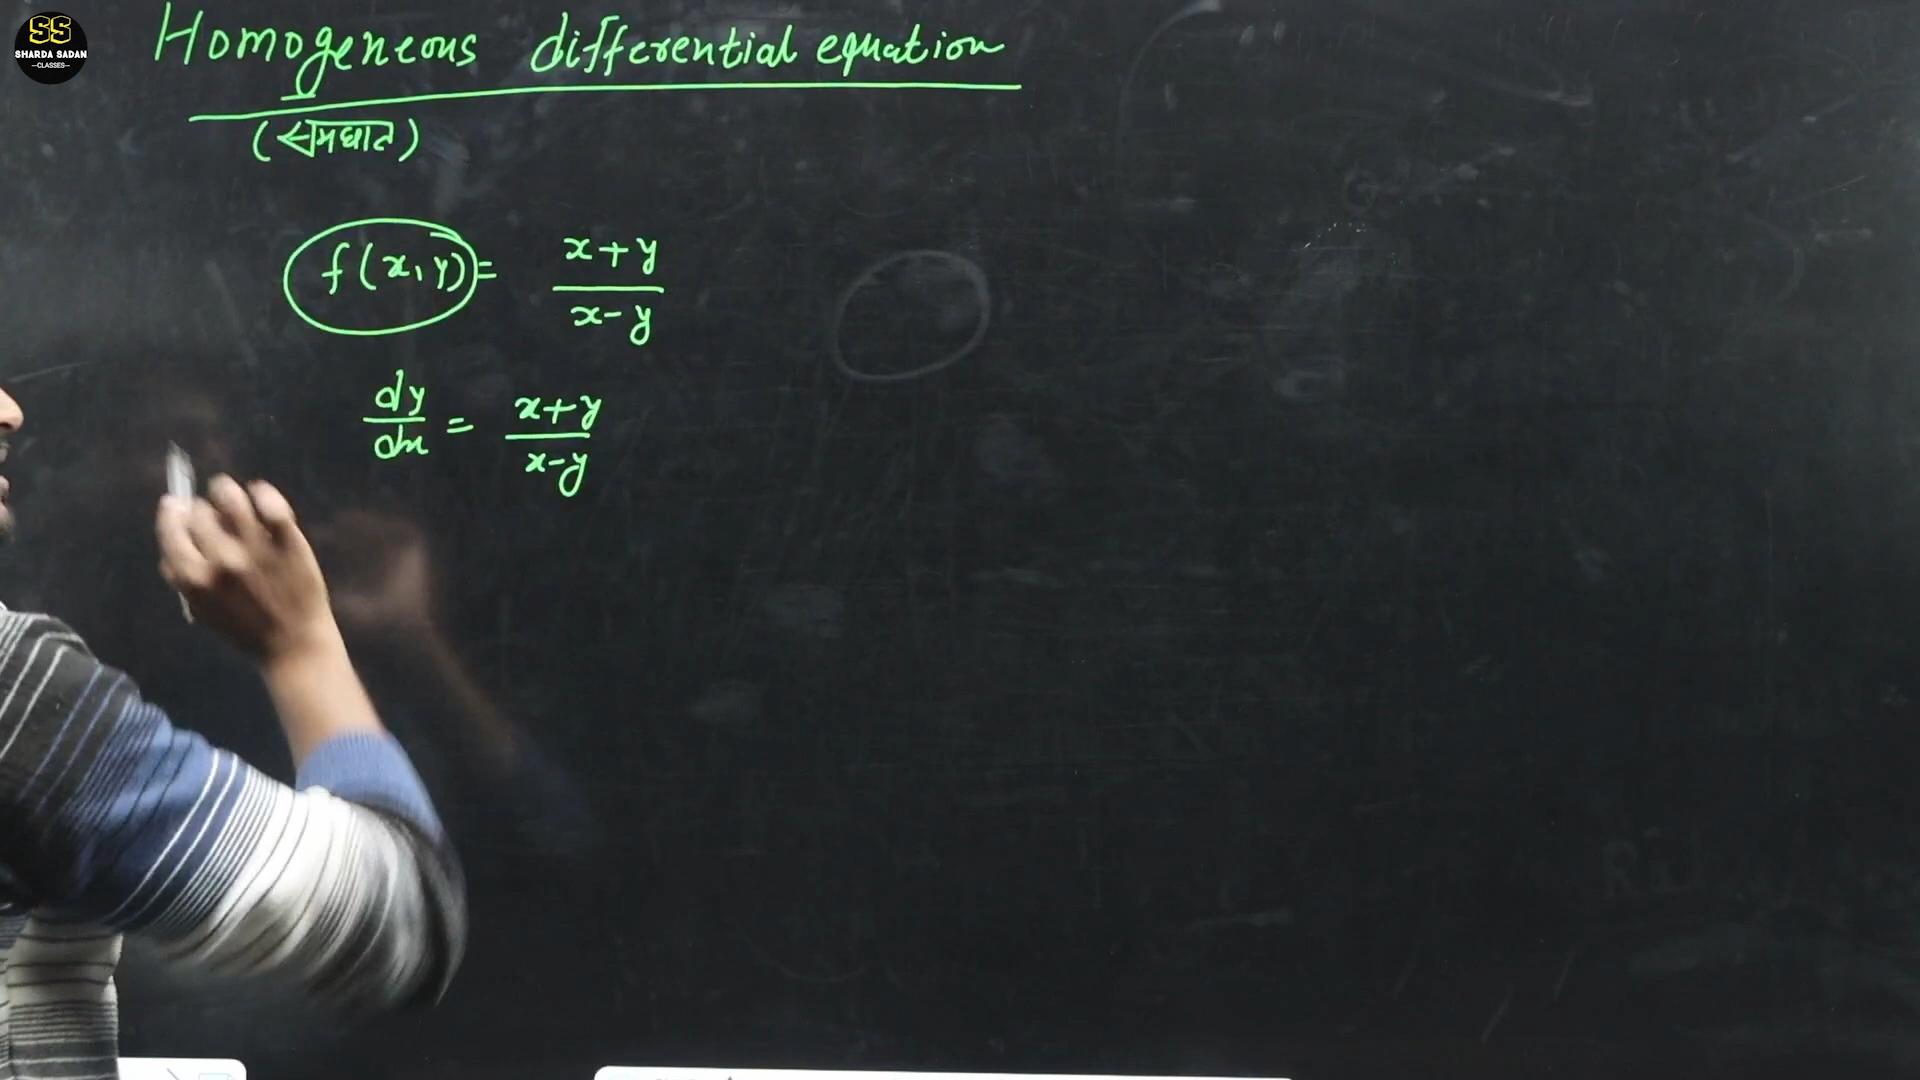 SS
SHARDA SADAN
—CLASSES—
Homogeneous differential equation
(समघात)
f(x,y) = x+y / x-y
dy/dx = x+y / x-y